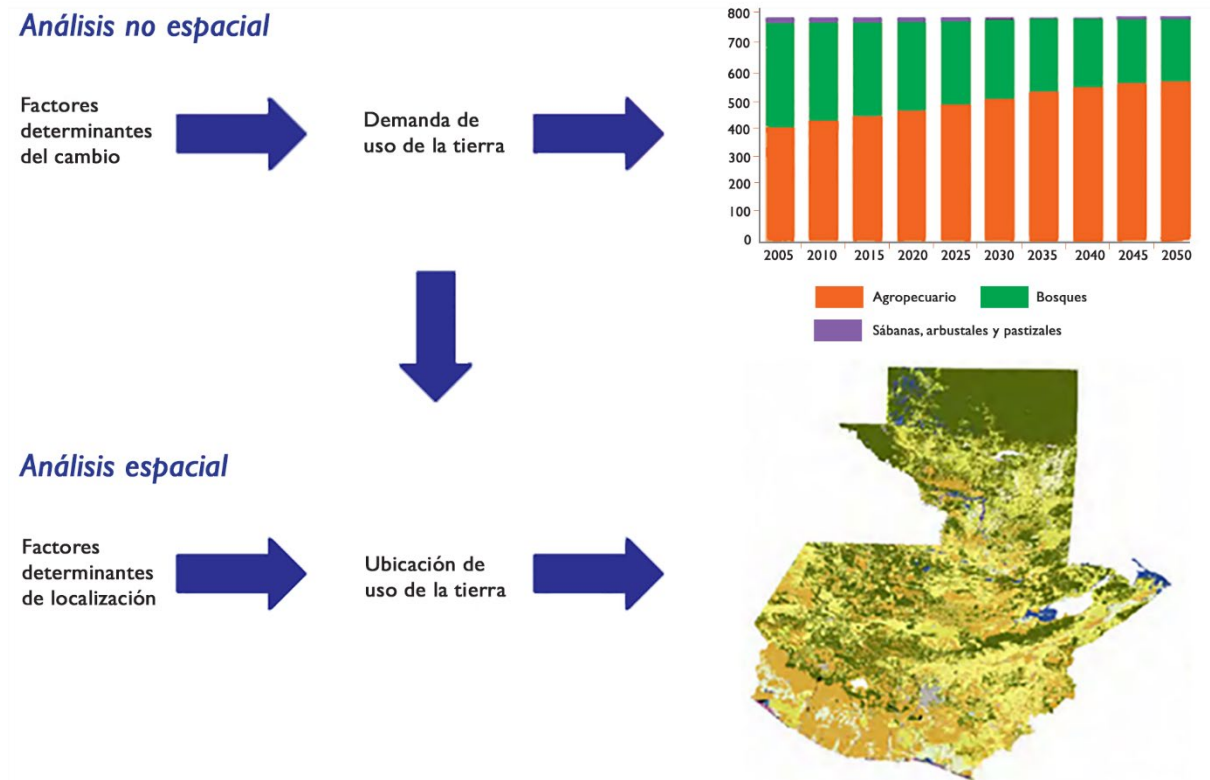 Análisis no espacial
Factores
determinantes
del cambio
Demanda de
uso de la tierra
800
700
600
500
400
300
200
100
0
2005 2010 2015 2020 2025 2030 2035 2040 2045 2050
Agropecuario
Bosques
Sábanas, arbustales y pastizales
Análisis espacial
Factores
determinantes
de localización
Ubicación de
uso de la tierra